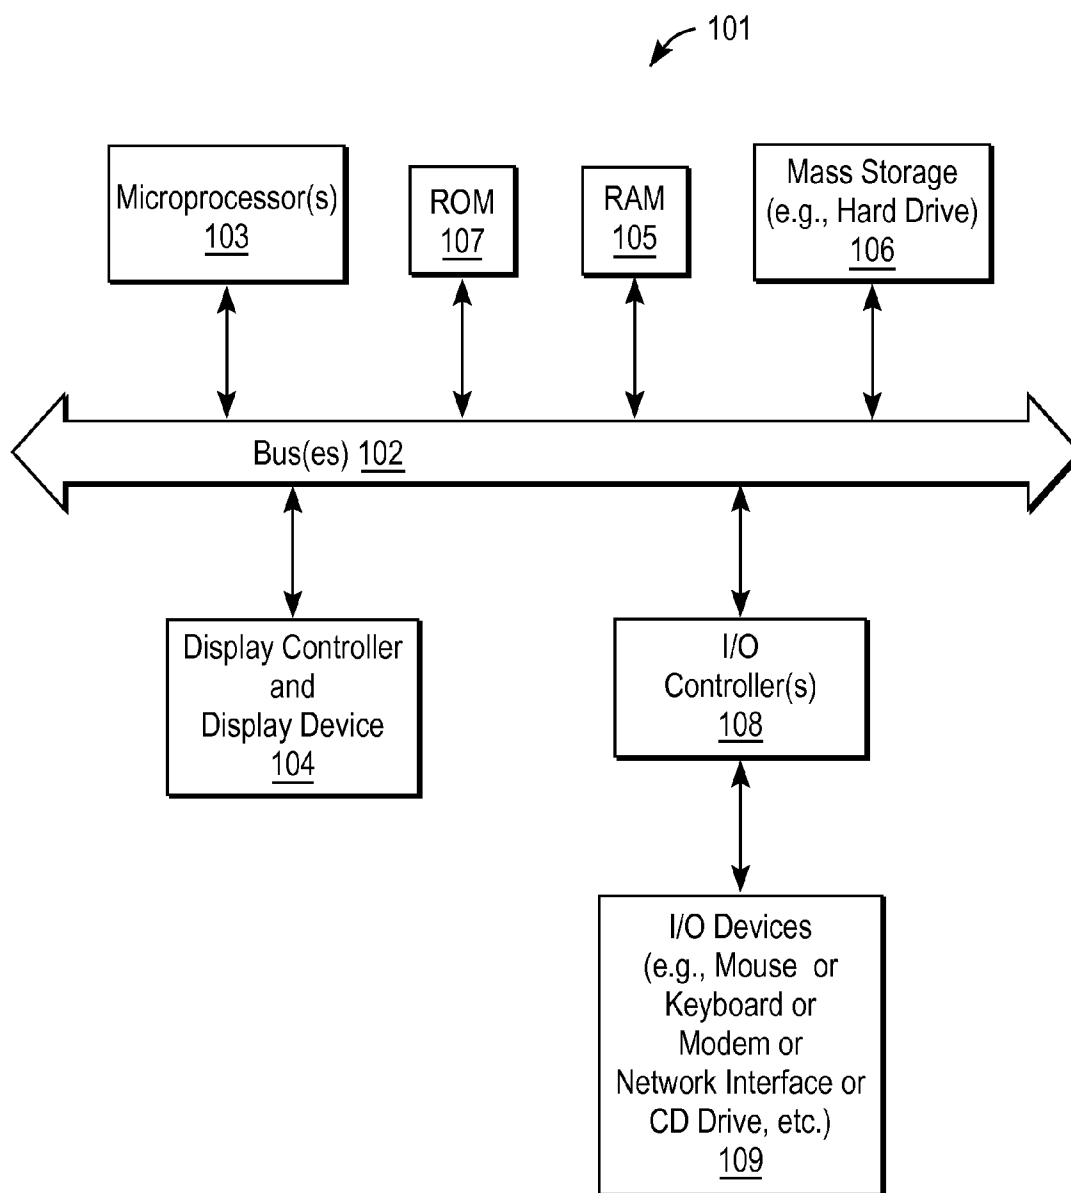 101
Microprocessor(s)
103
ROM
107
RAM
105
Mass Storage
(e.g., Hard Drive)
106
Bus(es) 102
Display Controller
and
Display Device
104
I/O
Controller(s)
108
I/O Devices
(e.g., Mouse or
Keyboard or
Modem or
Network Interface or
CD Drive, etc.)
109